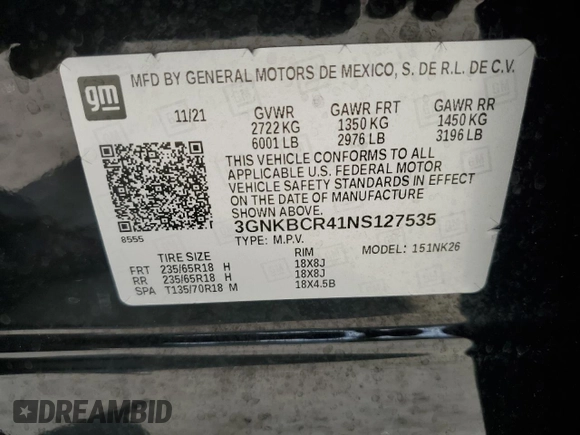 gm
MFD BY GENERAL MOTORS DE MEXICO, S. DE R.L. DE C.V.
11/21 GVWR GAWR FRT GAWR RR
2722 KG 1350 KG 1450 KG
6001 LB 2976 LB 3196 LB
THIS VEHICLE CONFORMS TO ALL
APPLICABLE U.S. FEDERAL MOTOR
VEHICLE SAFETY STANDARDS IN EFFECT
ON THE DATE OF MANUFACTURE
SHOWN ABOVE.
8555 3GNKBCR41NS127535
TYPE: M.P.V. MODEL: 151NK26
TIRE SIZE RIM
FRT 235/65R18 H 18X8J
RR 235/65R18 H 18X8J
SPA T135/70R18 M 18X4.5B
DREAMBID